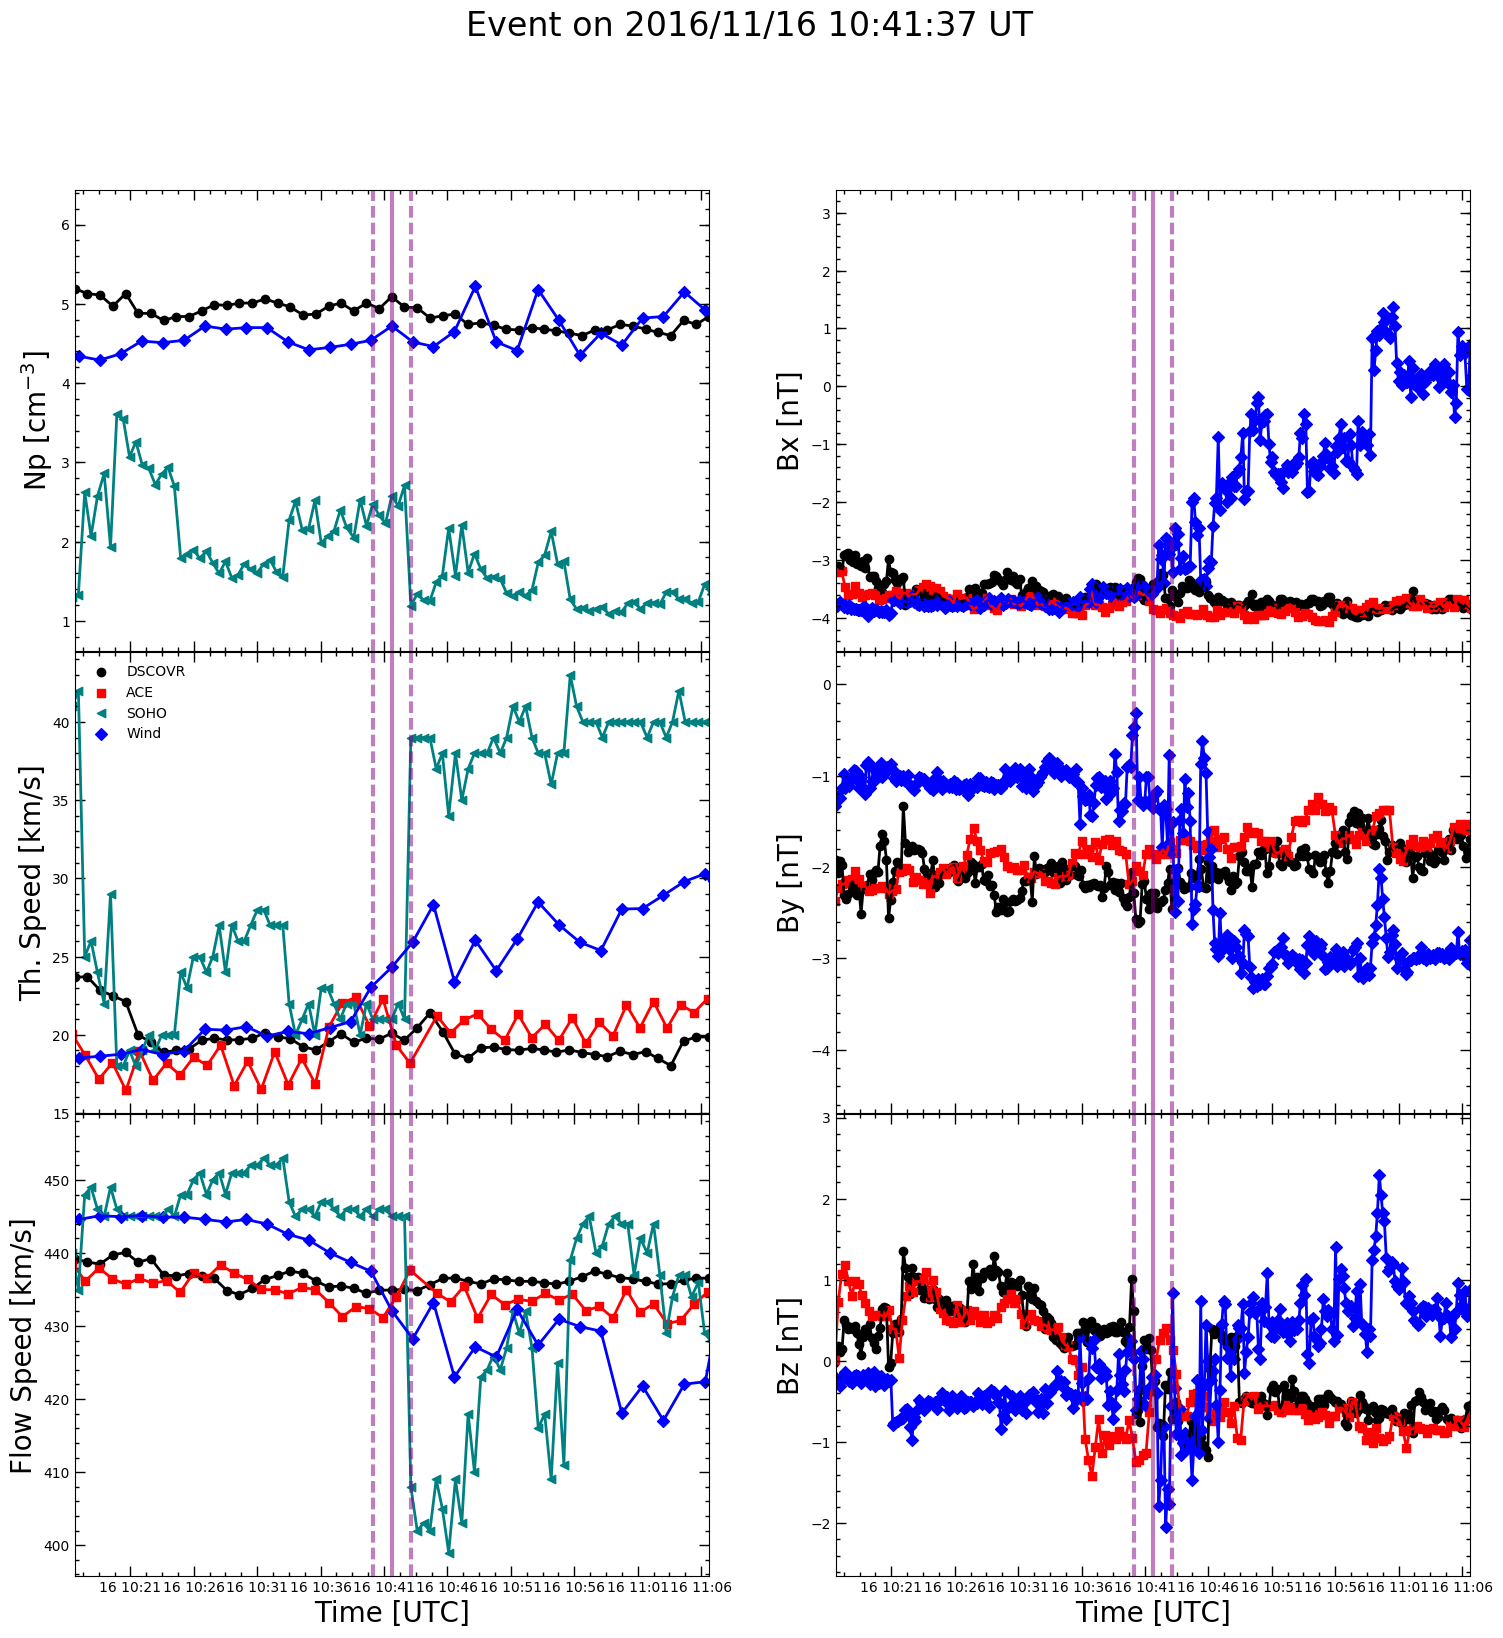 Event on 2016/11/16 10:41:37 UT
Np [cm⁻³]
6
5
4
3
2
1
Th. Speed [km/s]
DSCOVR
ACE
SOHO
Wind
40
35
30
25
20
15
Flow Speed [km/s]
450
440
430
420
410
400
16 10:21 16 10:26 16 10:31 16 10:36 16 10:41 16 10:46 16 10:51 16 10:56 16 11:01 16 11:06
Time [UTC]
Bx [nT]
3
2
1
0
−1
−2
−3
−4
By [nT]
0
−1
−2
−3
−4
Bz [nT]
3
2
1
0
−1
−2
16 10:21 16 10:26 16 10:31 16 10:36 16 10:41 16 10:46 16 10:51 16 10:56 16 11:01 16 11:06
Time [UTC]